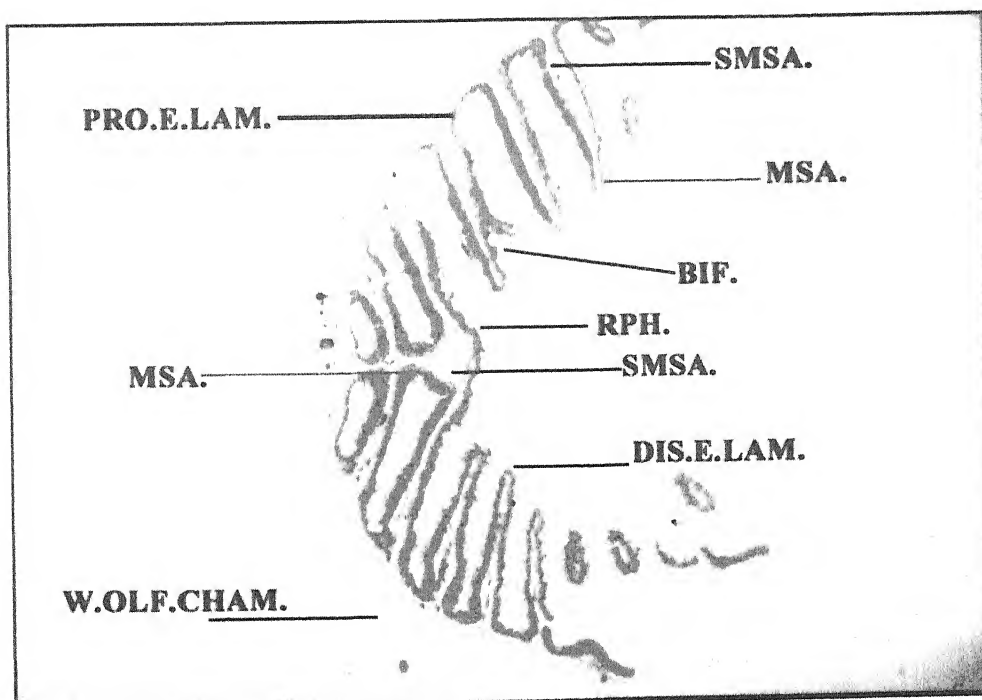 SMSA.
PRO.E.LAM.
MSA.
BIF.
RPH.
MSA.
SMSA.
DIS.E.LAM.
W.OLF.CHAM.